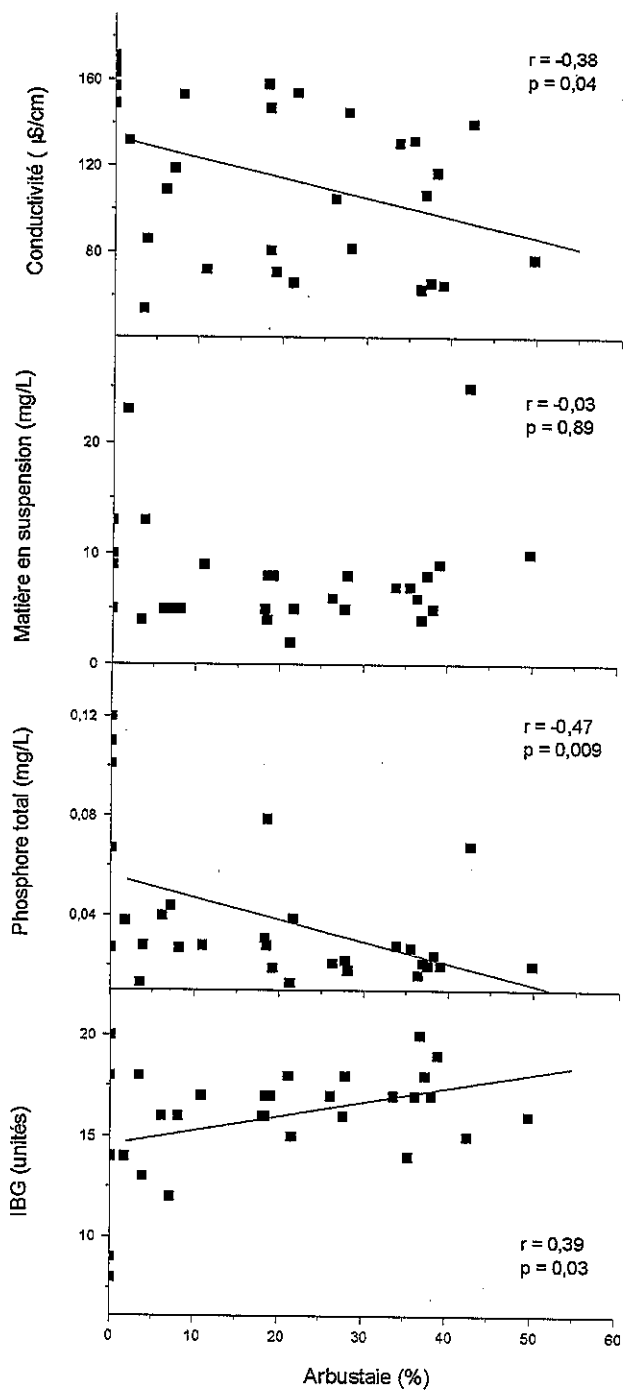 r = -0,38
p = 0,04
160
120
80
Conductivité ( µS/cm)
r = -0,03
p = 0,89
20
10
0
Matière en suspension (mg/L)
r = -0,47
p = 0,009
0,12
0,08
0,04
Phosphore total (mg/L)
20
15
10
IBG (unités)
r = 0,39
p = 0,03
0
10
20
30
40
50
60
Arbustaie (%)